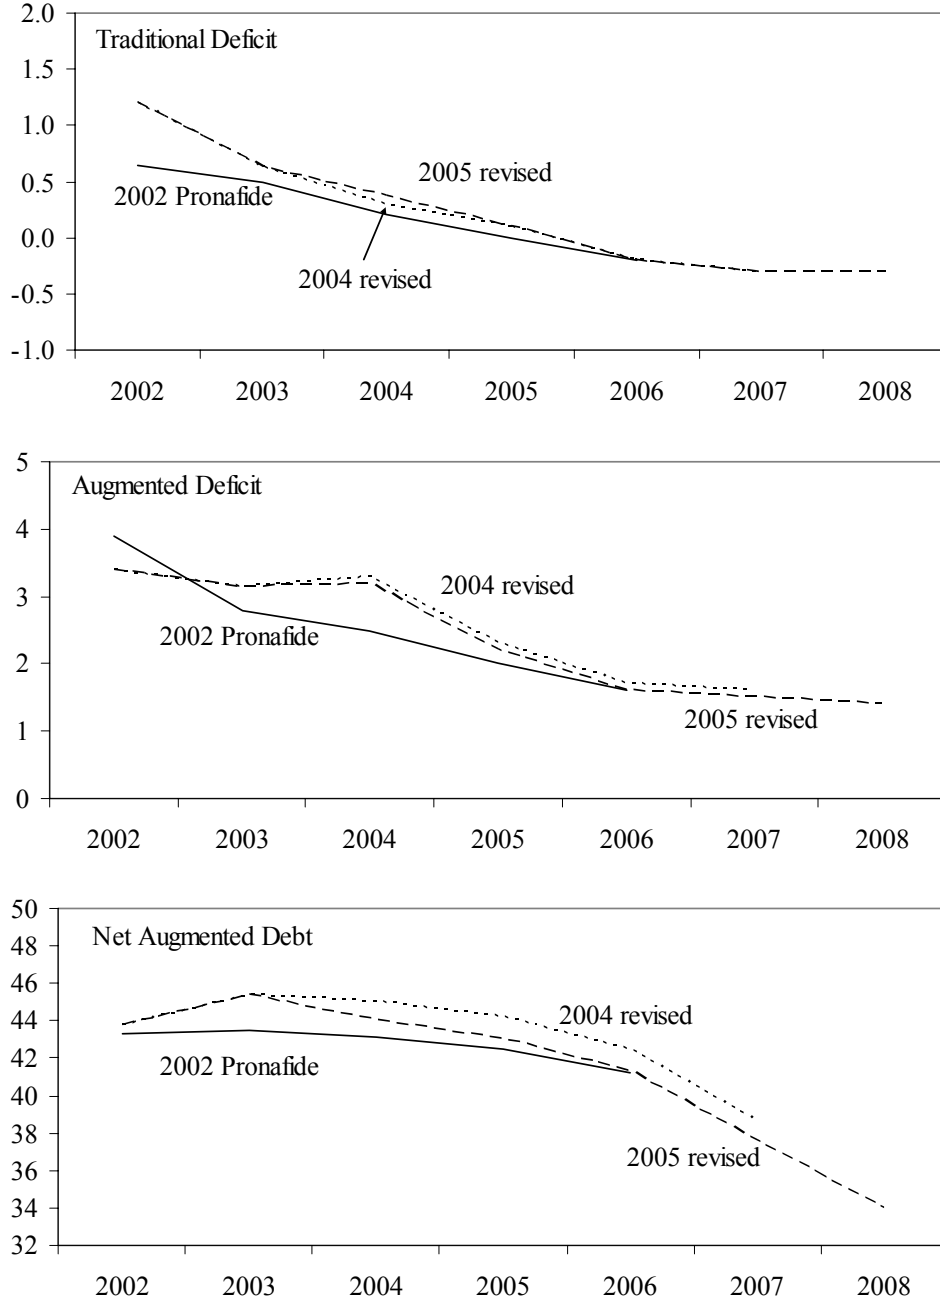 2.0
Traditional Deficit
1.5
1.0
2005 revised
0.5
2002 Pronafide
0.0
2004 revised
-0.5
-1.0
2002 2003 2004 2005 2006 2007 2008
5
Augmented Deficit
4
2004 revised
3
2002 Pronafide
2
2005 revised
1
0
2002 2003 2004 2005 2006 2007 2008
50
Net Augmented Debt
48
46
2004 revised
44
2002 Pronafide
42
40
38
2005 revised
36
34
32
2002 2003 2004 2005 2006 2007 2008